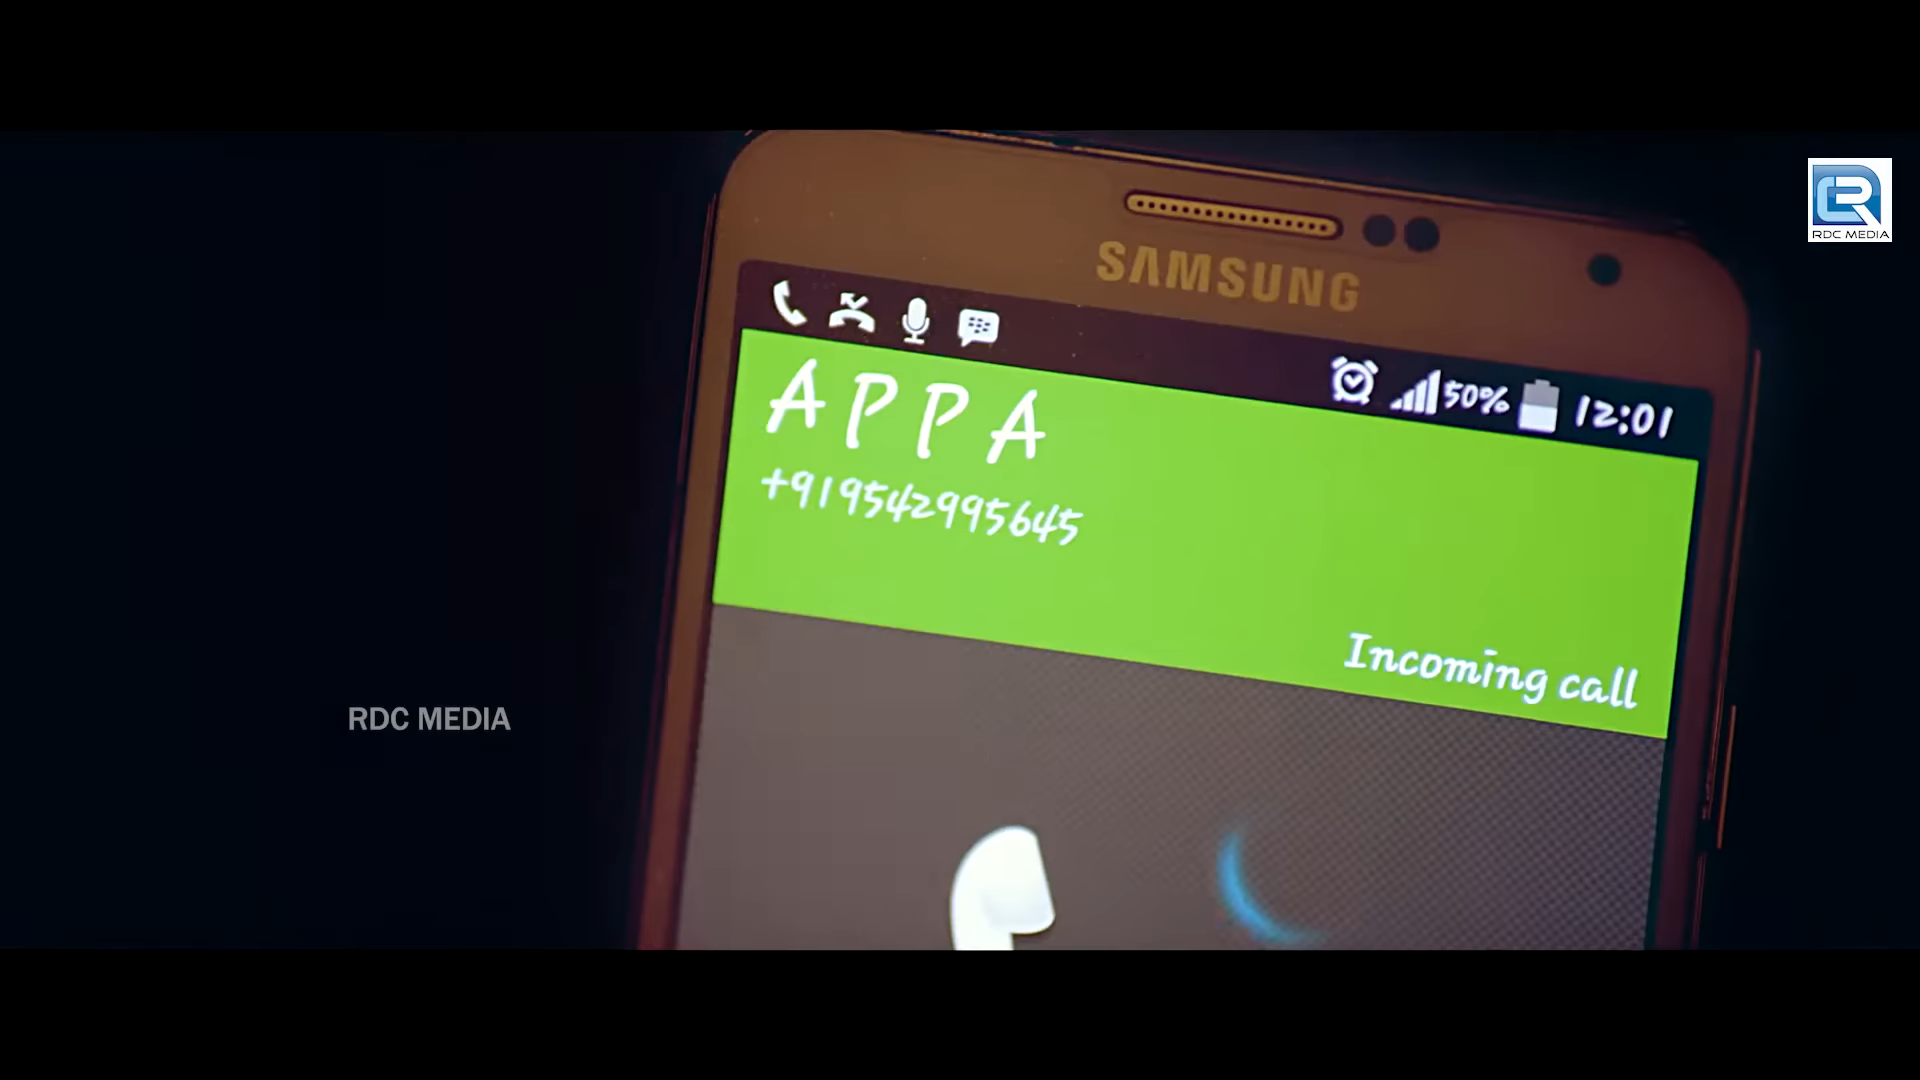 RDC MEDIA
SAMSUNG
50% 12:01
APPA
+919542995645
Incoming call
RDC MEDIA